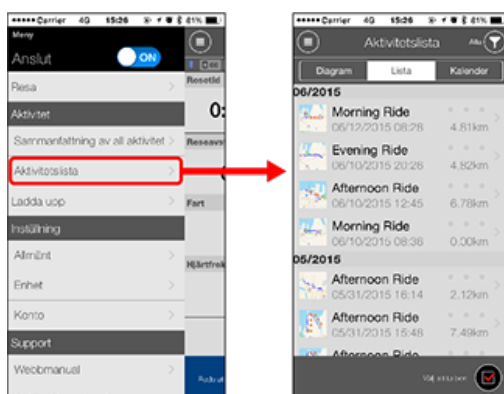 Carrier 4G 15:26 81%
Meny
Anslut ON
Resa
Aktivitet
Sammanfattning av all aktivitet
Aktivitetslista
Ladda upp
Inställning
Allmänt
Enhet
Konto
Support
Webbmanual
Restid
0:
Reseavst
Fart
Hjärtfrek
Carrier 4G 15:26 81%
Aktivitetslista
Diagram Lista Kalender
06/2015
Morning Ride
06/12/2015 08:28 4.81km
Evening Ride
06/10/2015 20:26 4.82km
Afternoon Ride
06/10/2015 12:45 6.78km
Morning Ride
06/10/2015 08:36 0.00km
05/2015
Afternoon Ride
05/31/2015 16:14 2.12km
Afternoon Ride
05/31/2015 15:48 7.49km
Afternoon Ride